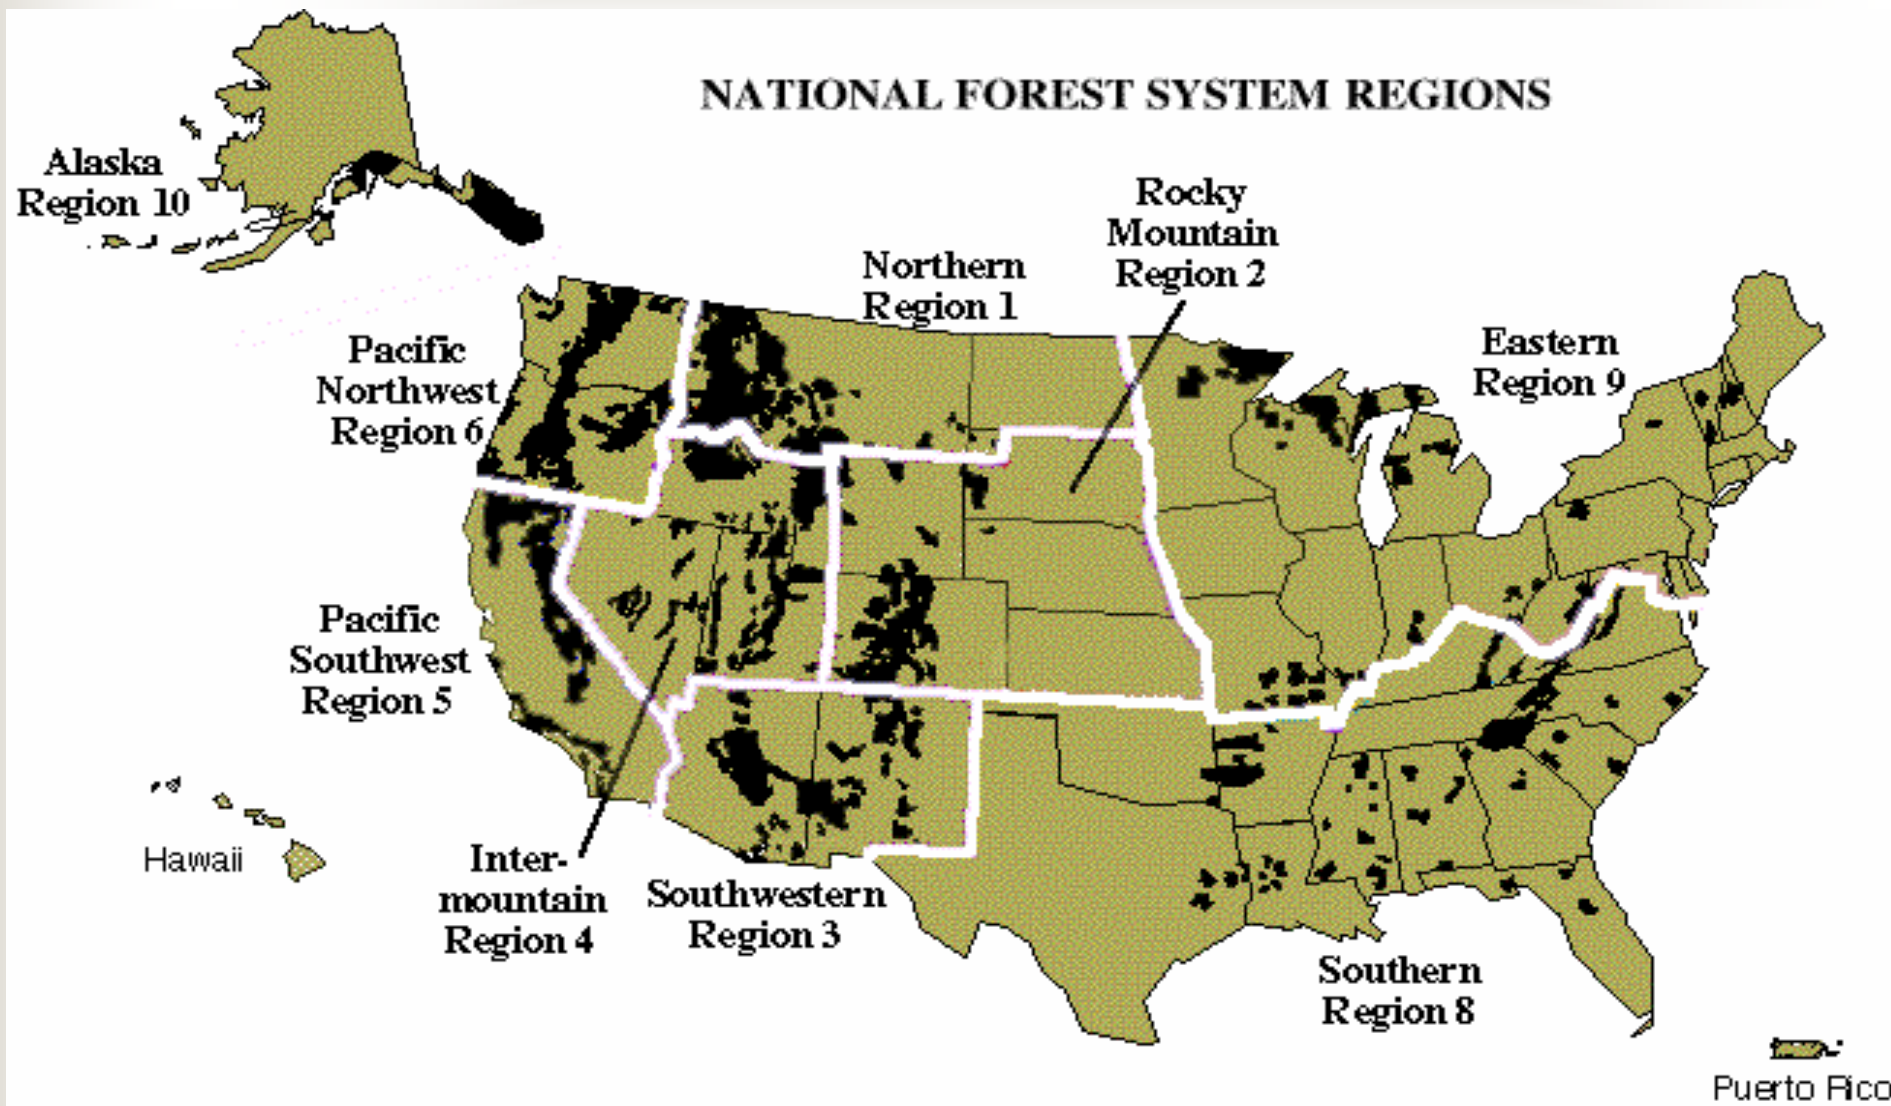 NATIONAL FOREST SYSTEM REGIONS
Alaska
Region 10
Rocky
Mountain
Region 2
Northern
Region 1
Eastern
Region 9
Pacific
Northwest
Region 6
Pacific
Southwest
Region 5
Hawaii
Inter-
mountain
Region 4
Southwestern
Region 3
Southern
Region 8
Puerto Rico